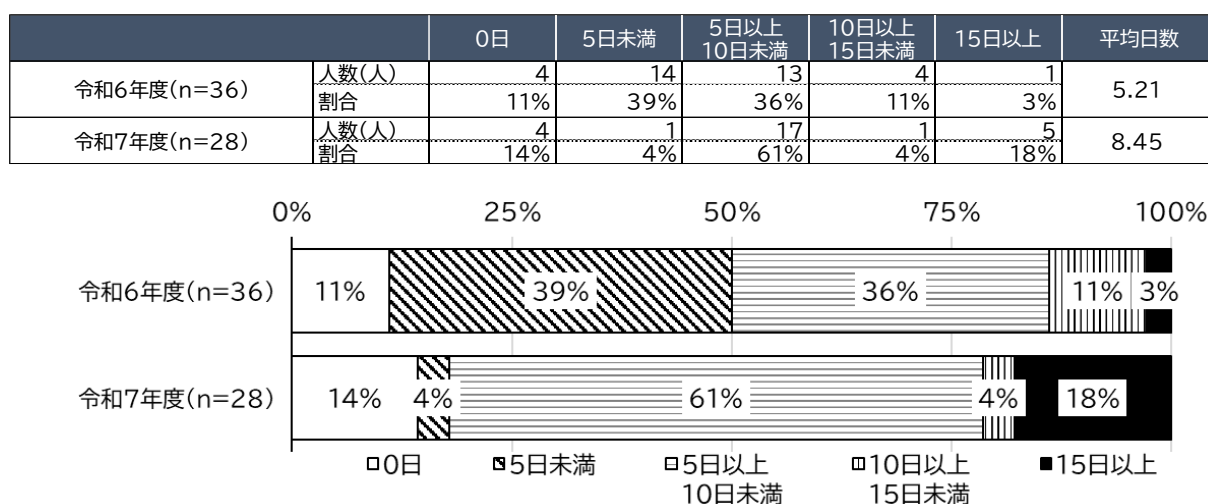 0日 5日未満 5日以上 10日以上 15日以上 平均日数
10日未満 15日未満
令和6年度(n=36) 人数(人) 4 14 13 4 1 5.21
割合 11% 39% 36% 11% 3%
令和7年度(n=28) 人数(人) 4 1 17 1 5 8.45
割合 14% 4% 61% 4% 18%
0% 25% 50% 75% 100%
令和6年度(n=36) 11% 39% 36% 11% 3%
令和7年度(n=28) 14% 4% 61% 4% 18%
0日 5日未満 5日以上 10日以上 15日以上
10日未満 15日未満